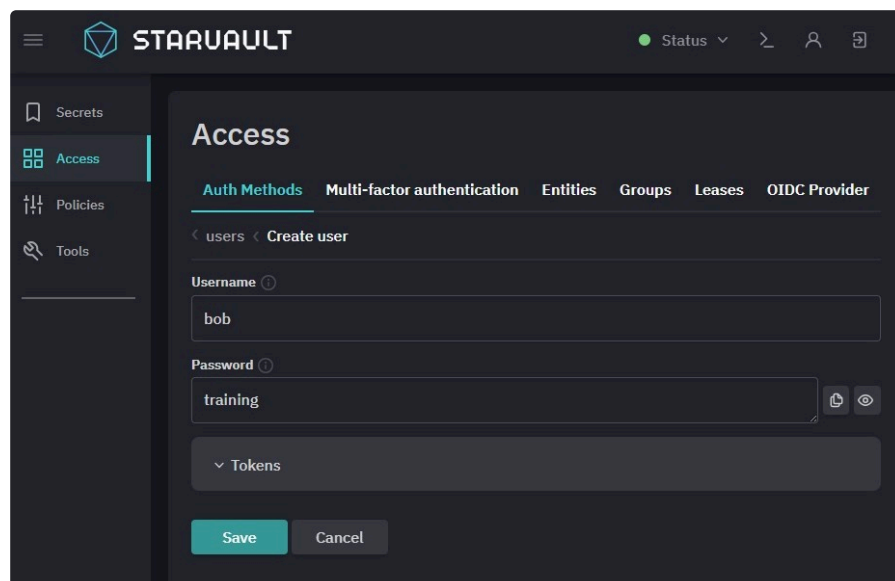 STARVAULT
Status
Secrets
Access
Policies
Tools
Access
Auth Methods Multi-factor authentication Entities Groups Leases OIDC Provider
users Create user
Username
bob
Password
training
Tokens
Save Cancel